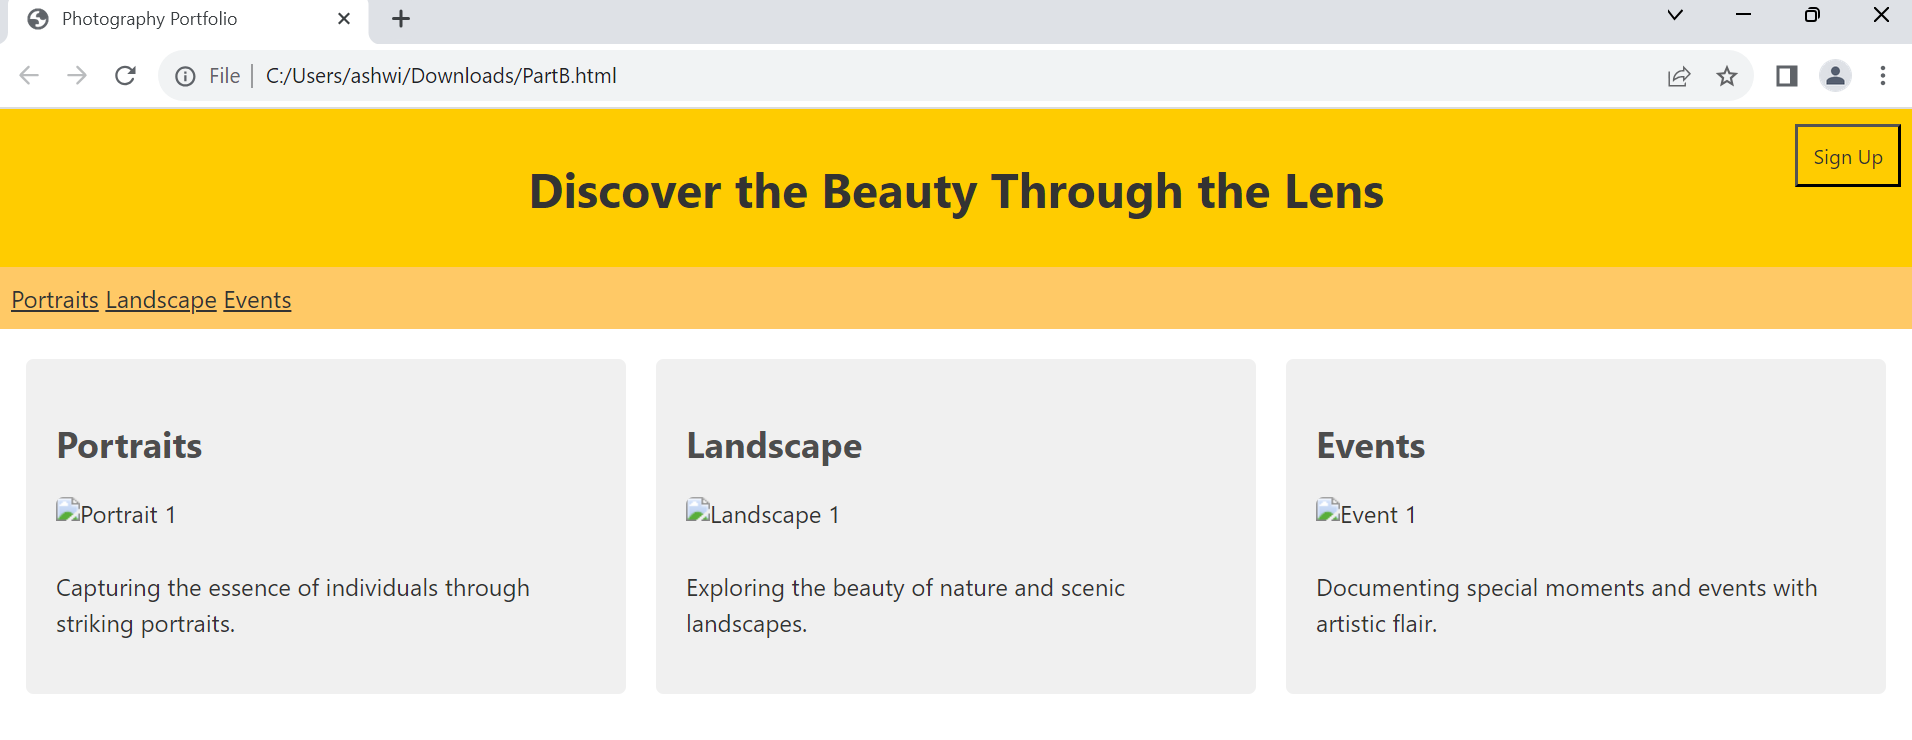 Photography Portfolio
File C:/Users/ashwi/Downloads/PartB.html
Sign Up
Discover the Beauty Through the Lens
Portraits Landscape Events
Portraits
Portrait 1
Capturing the essence of individuals through
striking portraits.
Landscape
Landscape 1
Exploring the beauty of nature and scenic
landscapes.
Events
Event 1
Documenting special moments and events with
artistic flair.